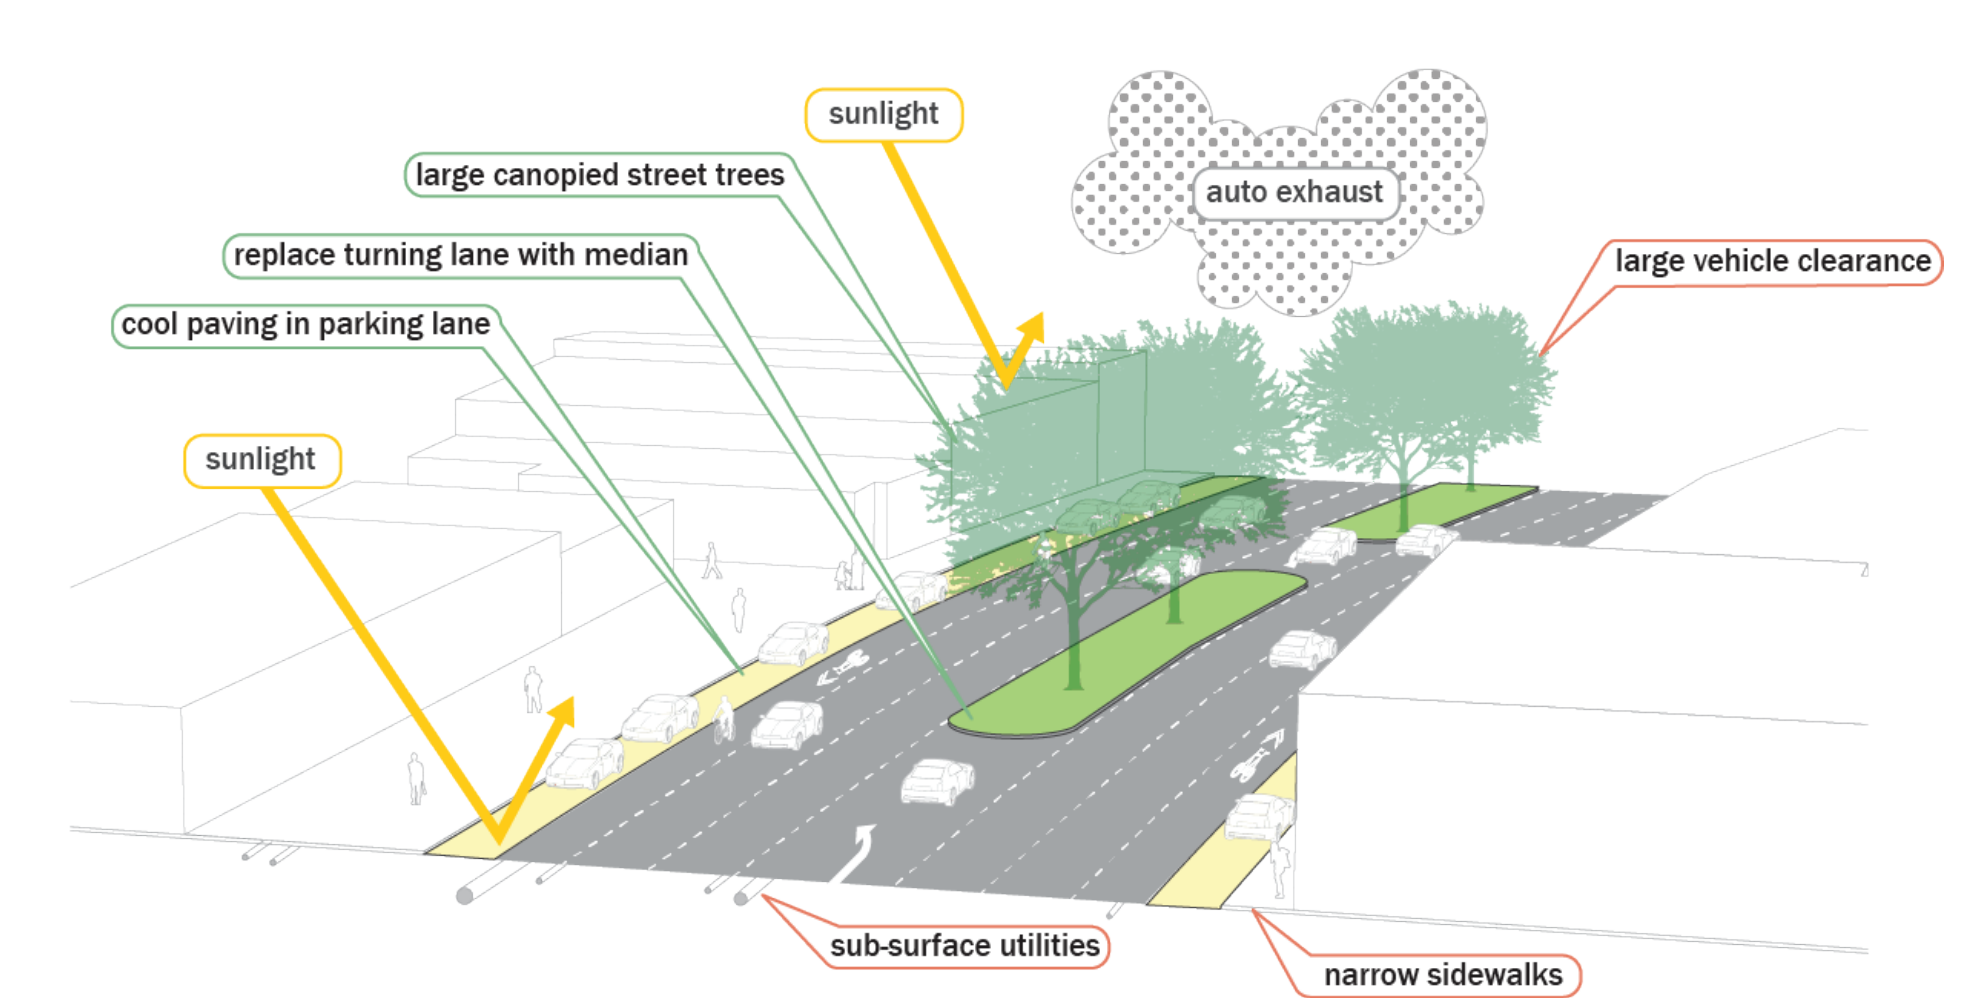 sunlight
large canopied street trees
auto exhaust
replace turning lane with median
large vehicle clearance
cool paving in parking lane
sunlight
sub-surface utilities
narrow sidewalks